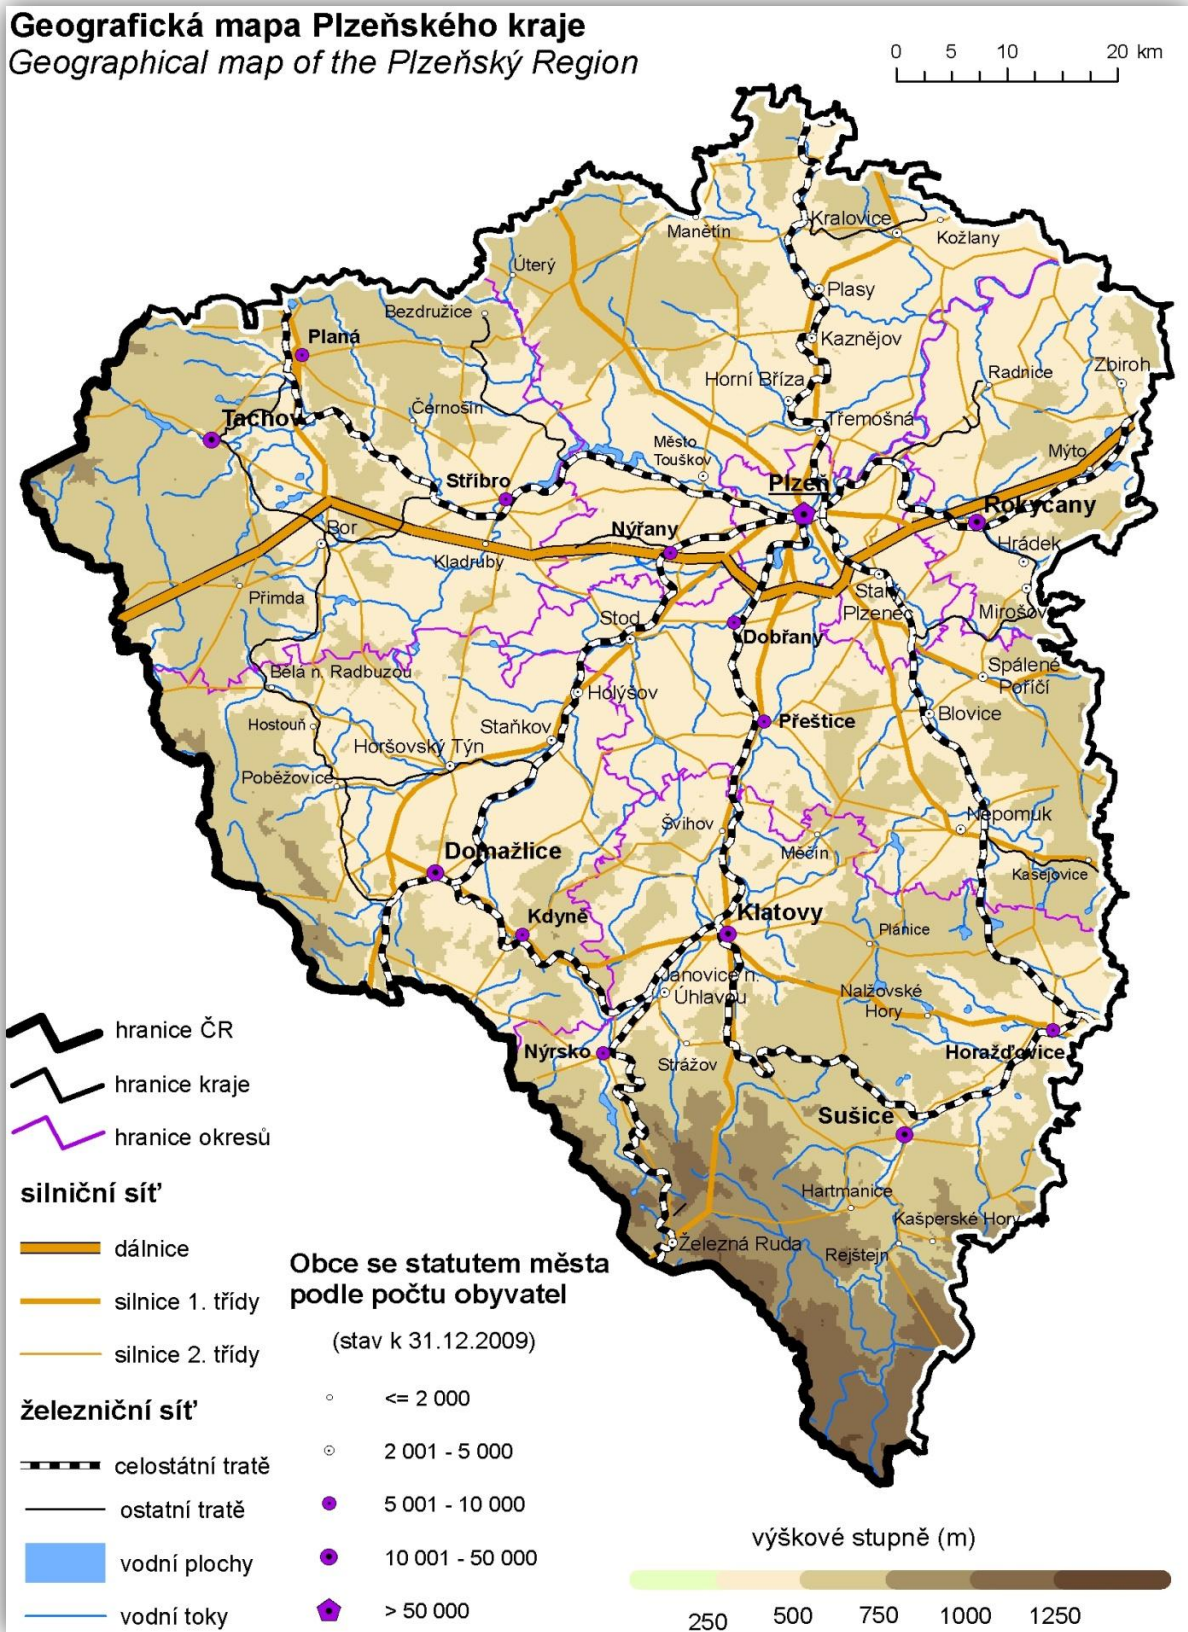 Geografická mapa Plzeňského kraje
Geographical map of the Plzeňský Region
0 5 10 20 km
Kralovice
Manětín
Kožlany
Úterý
Plasy
Bezdružice
Planá
Kaznějov
Zbiroh
Radnice
Horní Bříza
Černošín
Tachov
Třemošná
Město
Touškov
Mýto
Stříbro
Plzeň
Rokycany
Nýřany
Bor
Hrádek
Kladruby
Přimda
Starý
Plzenec
Mirošov
Stod
Dobřany
Spálené
Poříčí
Bělá n. Radbuzou
Holýšov
Hostouň
Staňkov
Přeštice
Blovice
Horšovský Týn
Poběžovice
Nepomuk
Švihov
Měčín
Domažlice
Kasejovice
Kdyně
Klatovy
Plánice
Janovice n.
Úhlavou
Nalžovské
Hory
Nýrsko
Strážov
Horažďovice
Sušice
Hartmanice
Kašperské Hory
Železná Ruda
Rejštejn
hranice ČR
hranice kraje
hranice okresů
silniční síť
dálnice
silnice 1. třídy
silnice 2. třídy
železniční síť
celostátní tratě
ostatní tratě
vodní plochy
vodní toky
Obce se statutem města
podle počtu obyvatel
(stav k 31.12.2009)
<= 2 000
2 001 - 5 000
5 001 - 10 000
10 001 - 50 000
> 50 000
výškové stupně (m)
250 500 750 1000 1250